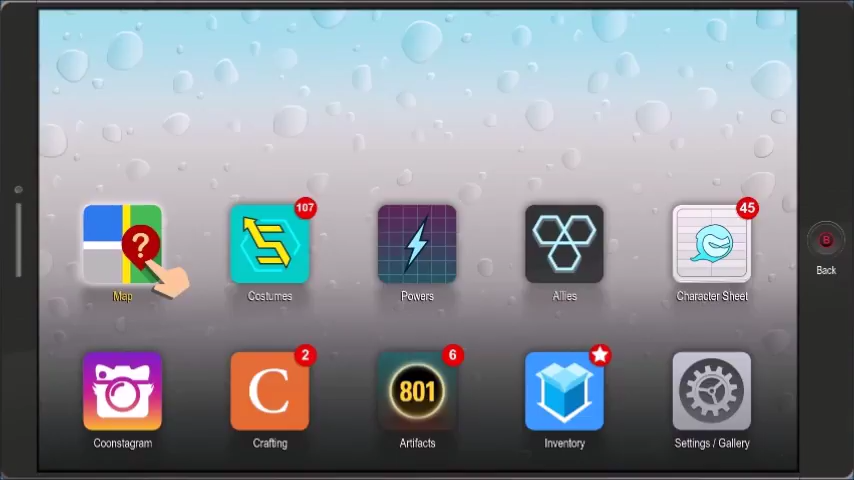 107
45
?
Map
Costumes
Powers
Allies
Character Sheet
B
Back
2
6
C
801
Coonstagram
Crafting
Artifacts
Inventory
Settings / Gallery